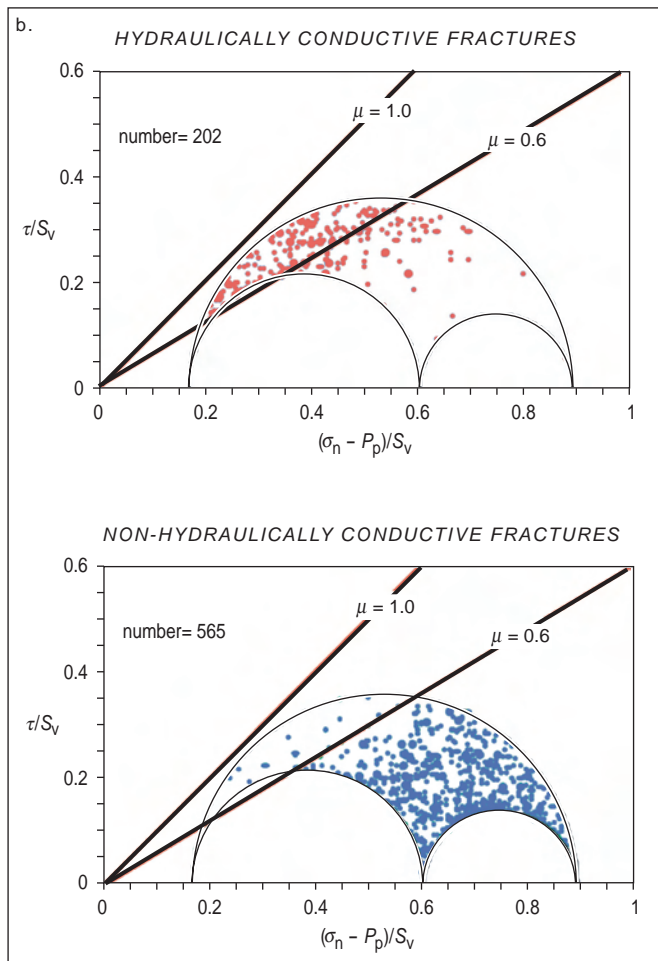 b.
HYDRAULICALLY CONDUCTIVE FRACTURES
0.6
μ = 1.0
number= 202
μ = 0.6
0.4
τ/Sv
0.2
0
0 0.2 0.4 0.6 0.8 1
(σn – Pp)/Sv
NON-HYDRAULICALLY CONDUCTIVE FRACTURES
0.6
μ = 1.0
number= 565
μ = 0.6
0.4
τ/Sv
0.2
0
0 0.2 0.4 0.6 0.8 1
(σn – Pp)/Sv